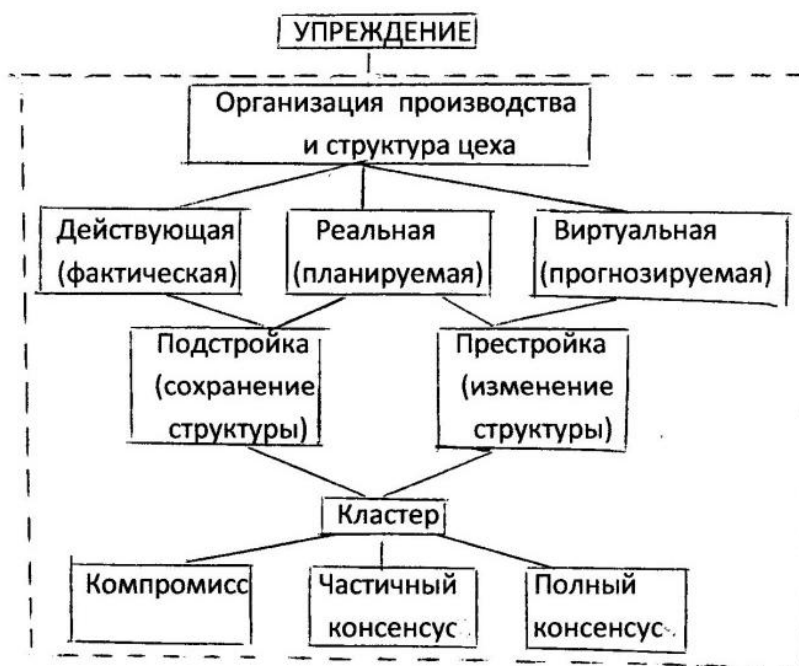 УПРЕЖДЕНИЕ
Организация производства
и структура цеха
Действующая
(фактическая)
Реальная
(планируемая)
Виртуальная
(прогнозируемая)
Подстройка
(сохранение
структуры)
Престройка
(изменение
структуры)
Кластер
Компромисс
Частичный
консенсус
Полный
консенсус